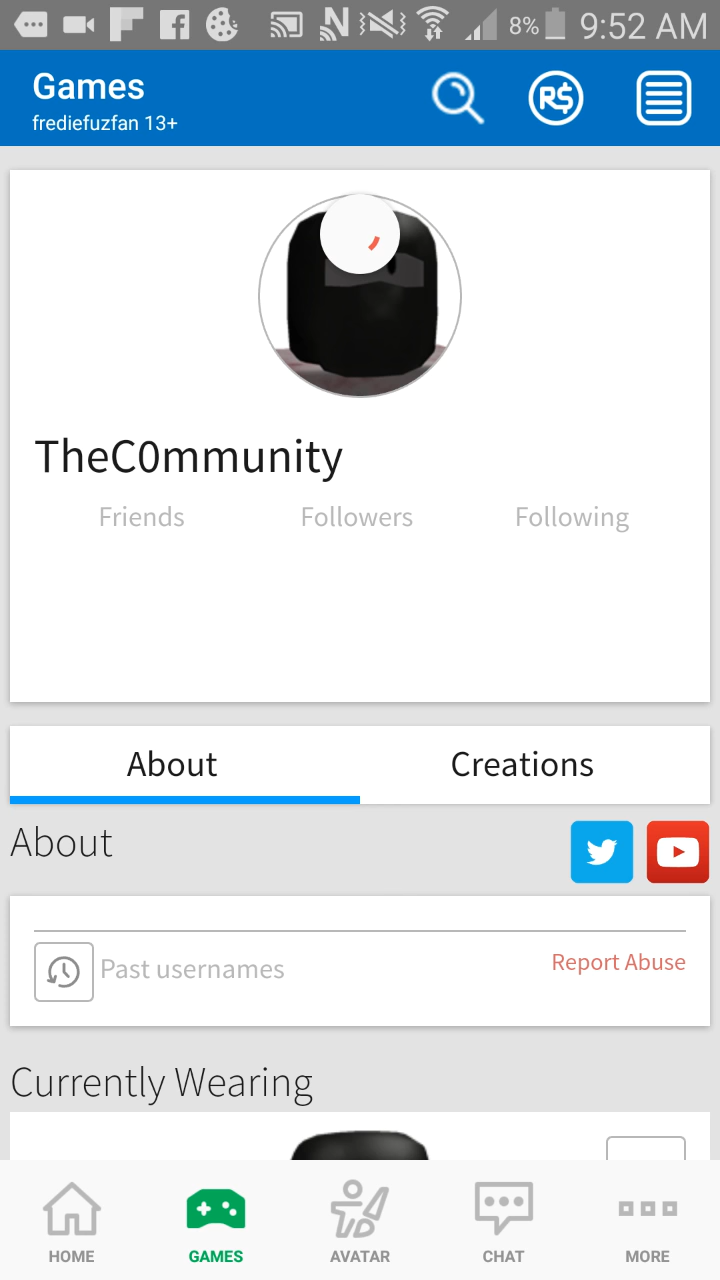 8% 9:52 AM
Games
frediefuzfan 13+
R$
TheC0mmunity
Friends Followers Following
About Creations
About
Past usernames Report Abuse
Currently Wearing
HOME GAMES AVATAR CHAT MORE